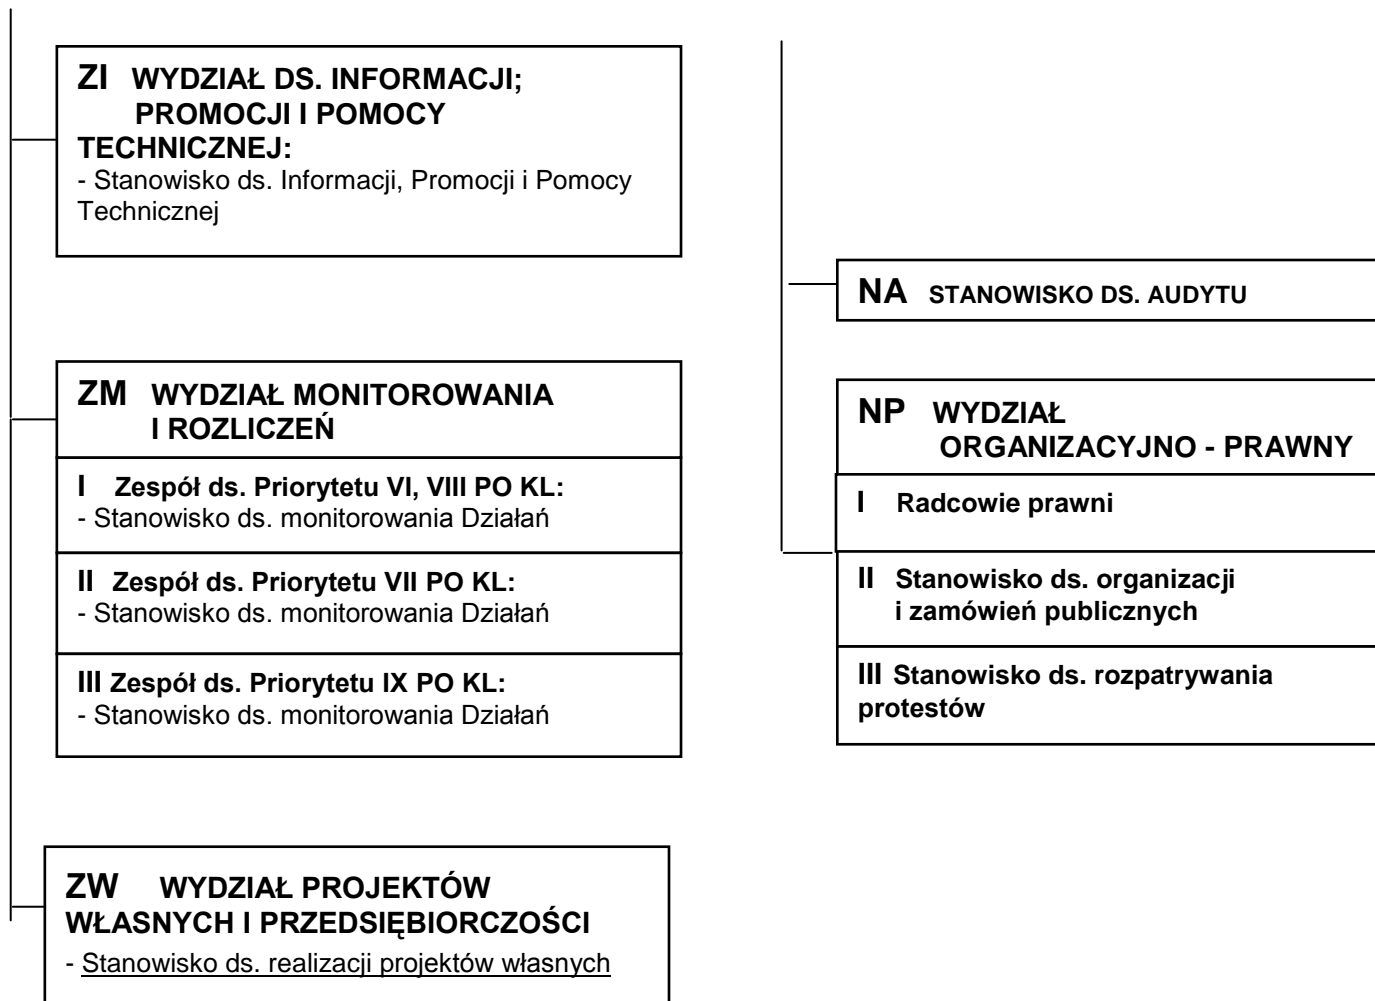 ZI WYDZIAŁ DS. INFORMACJI;
PROMOCJI I POMOCY
TECHNICZNEJ:
- Stanowisko ds. Informacji, Promocji i Pomocy
Technicznej
ZM WYDZIAŁ MONITOROWANIA
I ROZLICZEŃ
I Zespół ds. Priorytetu VI, VIII PO KL:
- Stanowisko ds. monitorowania Działań
II Zespół ds. Priorytetu VII PO KL:
- Stanowisko ds. monitorowania Działań
III Zespół ds. Priorytetu IX PO KL:
- Stanowisko ds. monitorowania Działań
ZW WYDZIAŁ PROJEKTÓW
WŁASNYCH I PRZEDSIĘBIORCZOŚCI
- Stanowisko ds. realizacji projektów własnych
NA STANOWISKO DS. AUDYTU
NP WYDZIAŁ
ORGANIZACYJNO - PRAWNY
I Radcowie prawni
II Stanowisko ds. organizacji
i zamówień publicznych
III Stanowisko ds. rozpatrywania
protestów